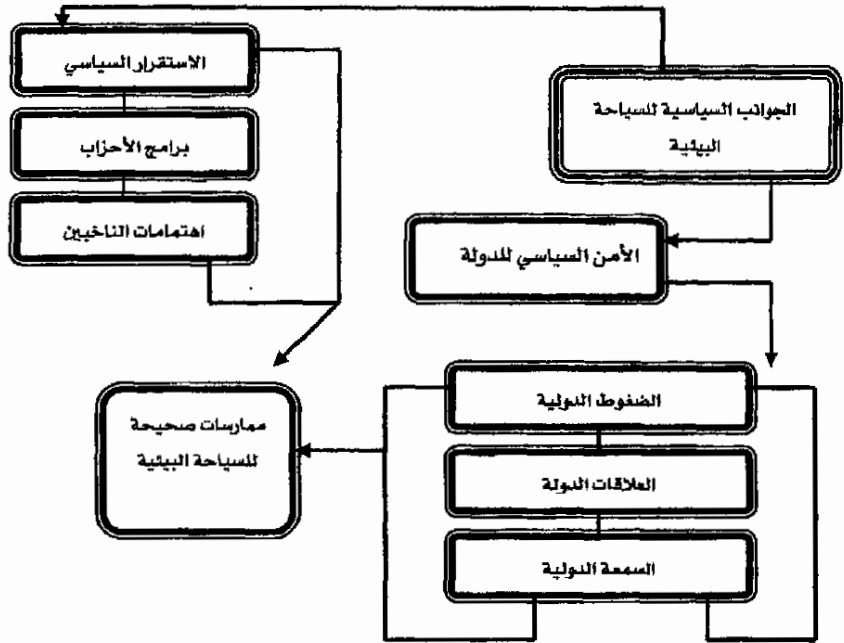 الاستقرار السياسي
برامج الأحزاب
اهتمامات الناخبين
الجوانب السياسية للسياحة
البيئية
الأمن السياسي للدولة
الضغوط الدولية
العلاقات الدولة
السمعة الدولية
ممارسات صحيحة
للسياحة البيئية